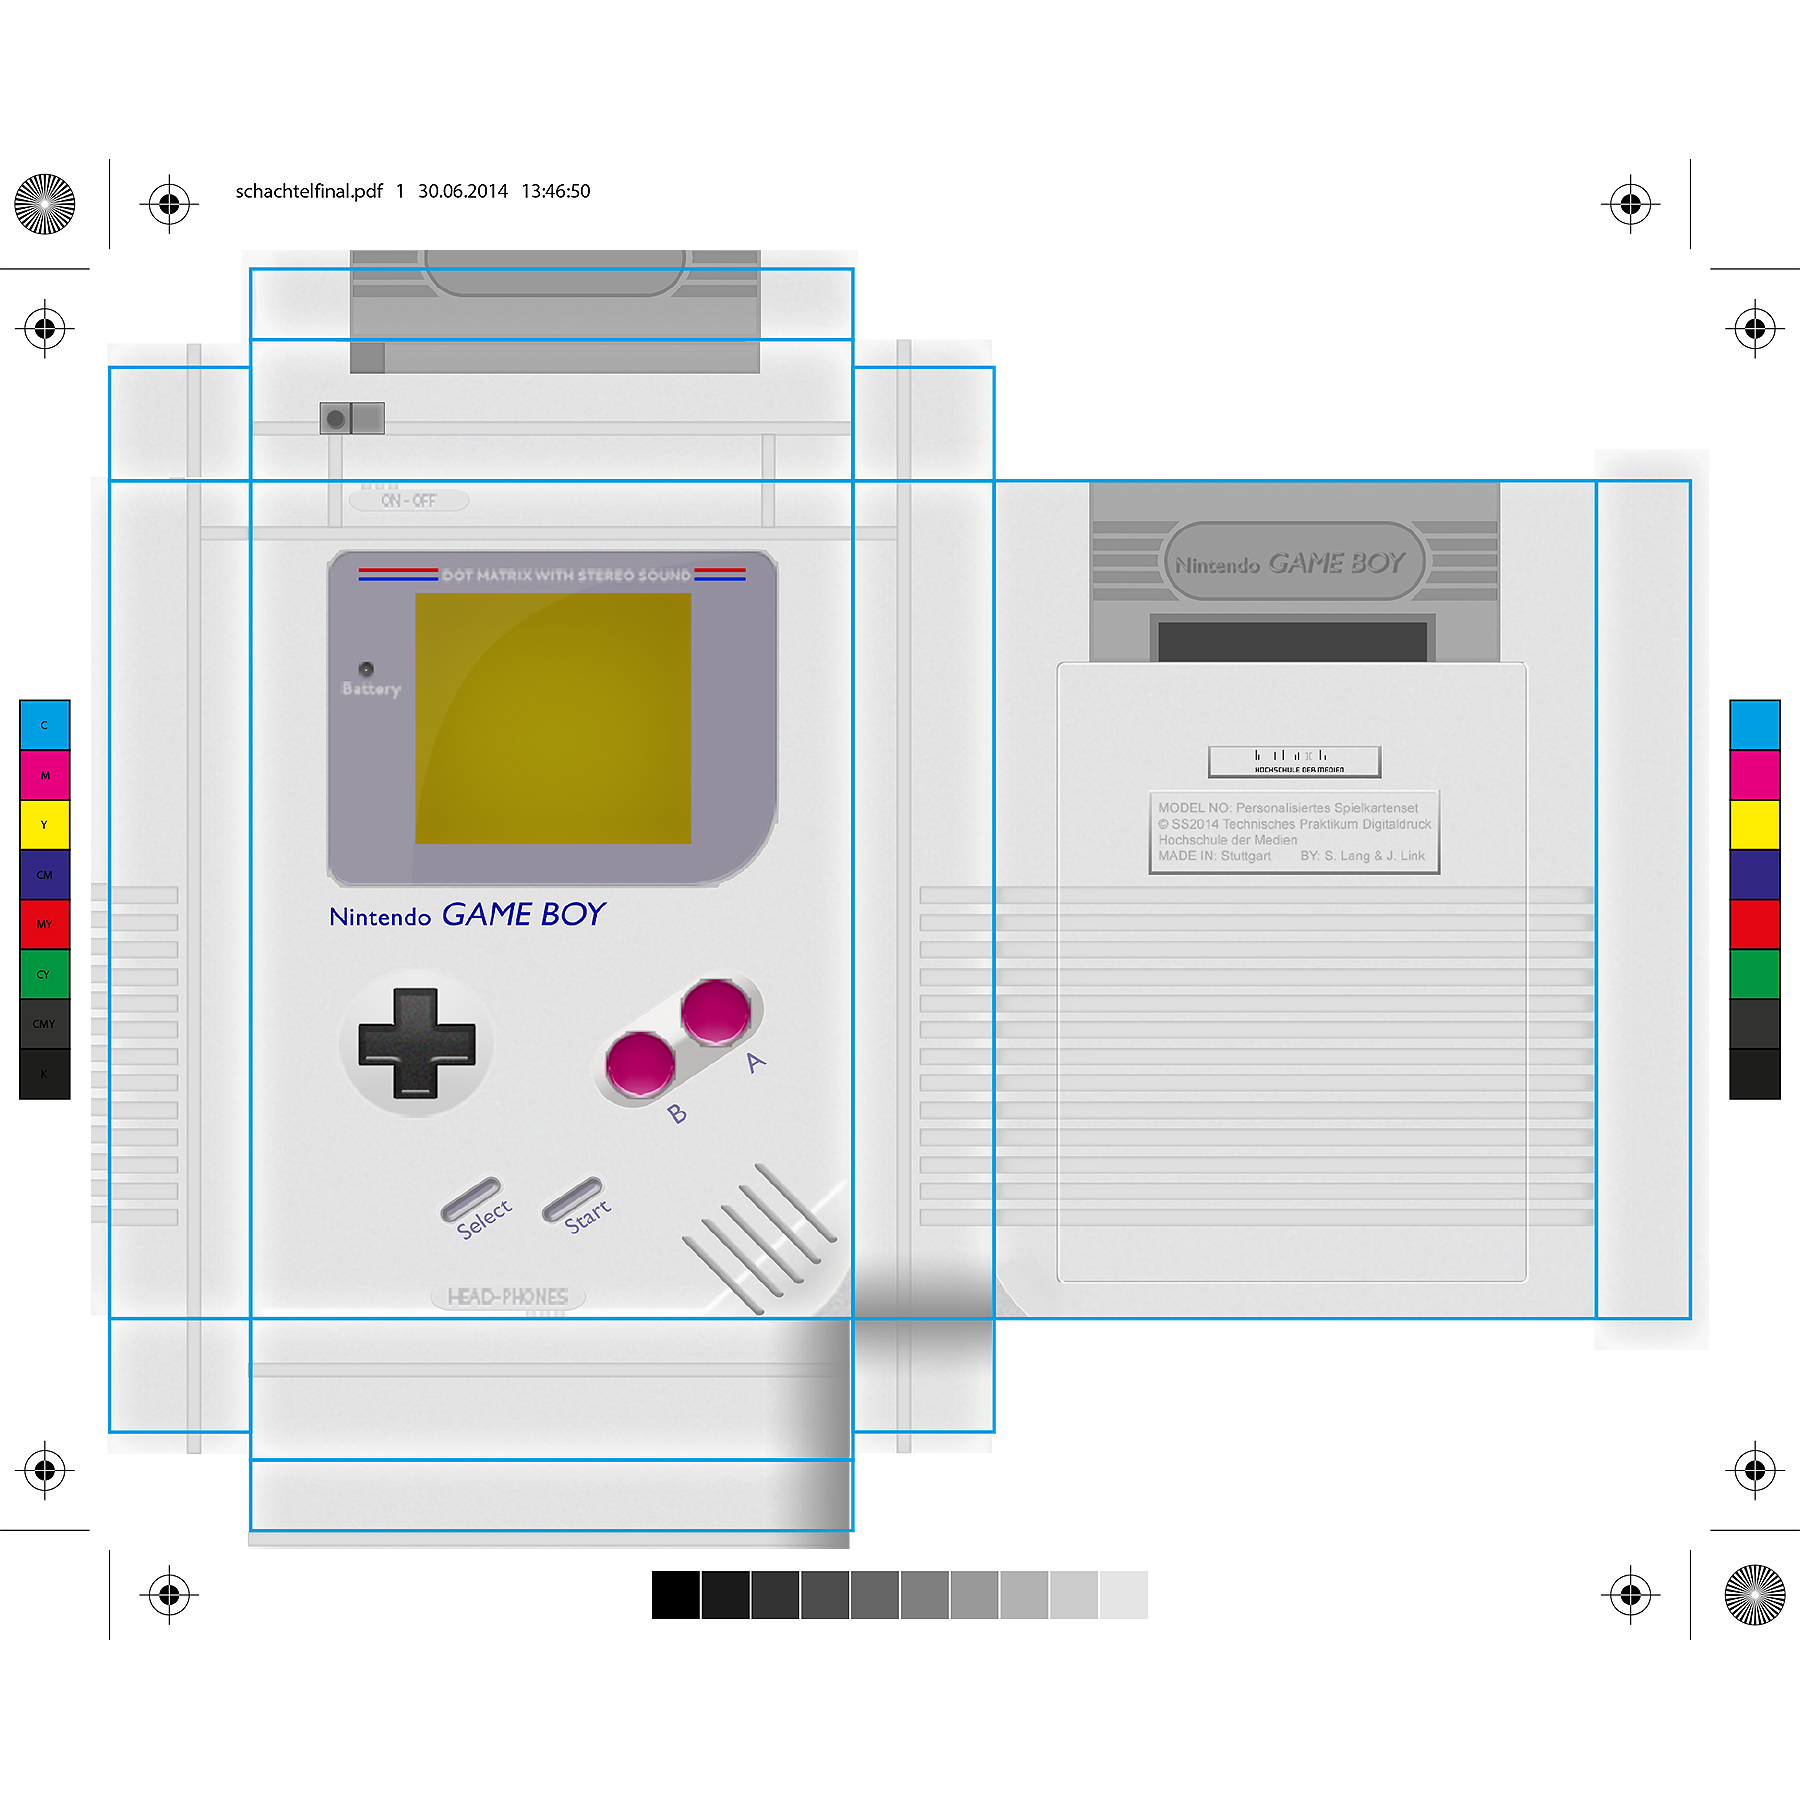 schachtelfinal.pdf 1 30.06.2014 13:46:50
ON - OFF
DOT MATRIX WITH STEREO SOUND
Battery
Nintendo GAME BOY
A
B
Select
Start
HEAD-PHONES
Nintendo GAME BOY
HOCHSCHULE DER MEDIEN
MODEL NO: Personalisiertes Spielkartenset
© SS2014 Technisches Praktikum Digitaldruck
Hochschule der Medien
MADE IN: Stuttgart BY: S. Lang & J. Link
C
M
Y
CM
MY
CY
CMY
K